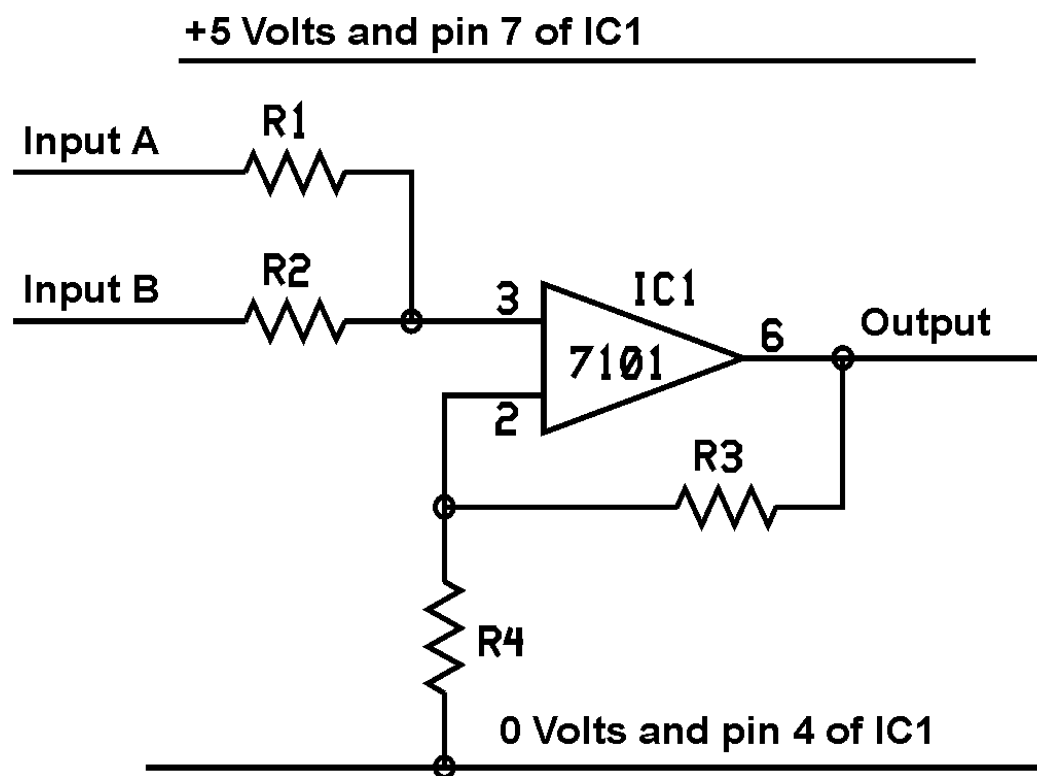 +5 Volts and pin 7 of IC1
R1
Input A
R2
Input B
3
IC1
7101
6
Output
2
R3
R4
0 Volts and pin 4 of IC1